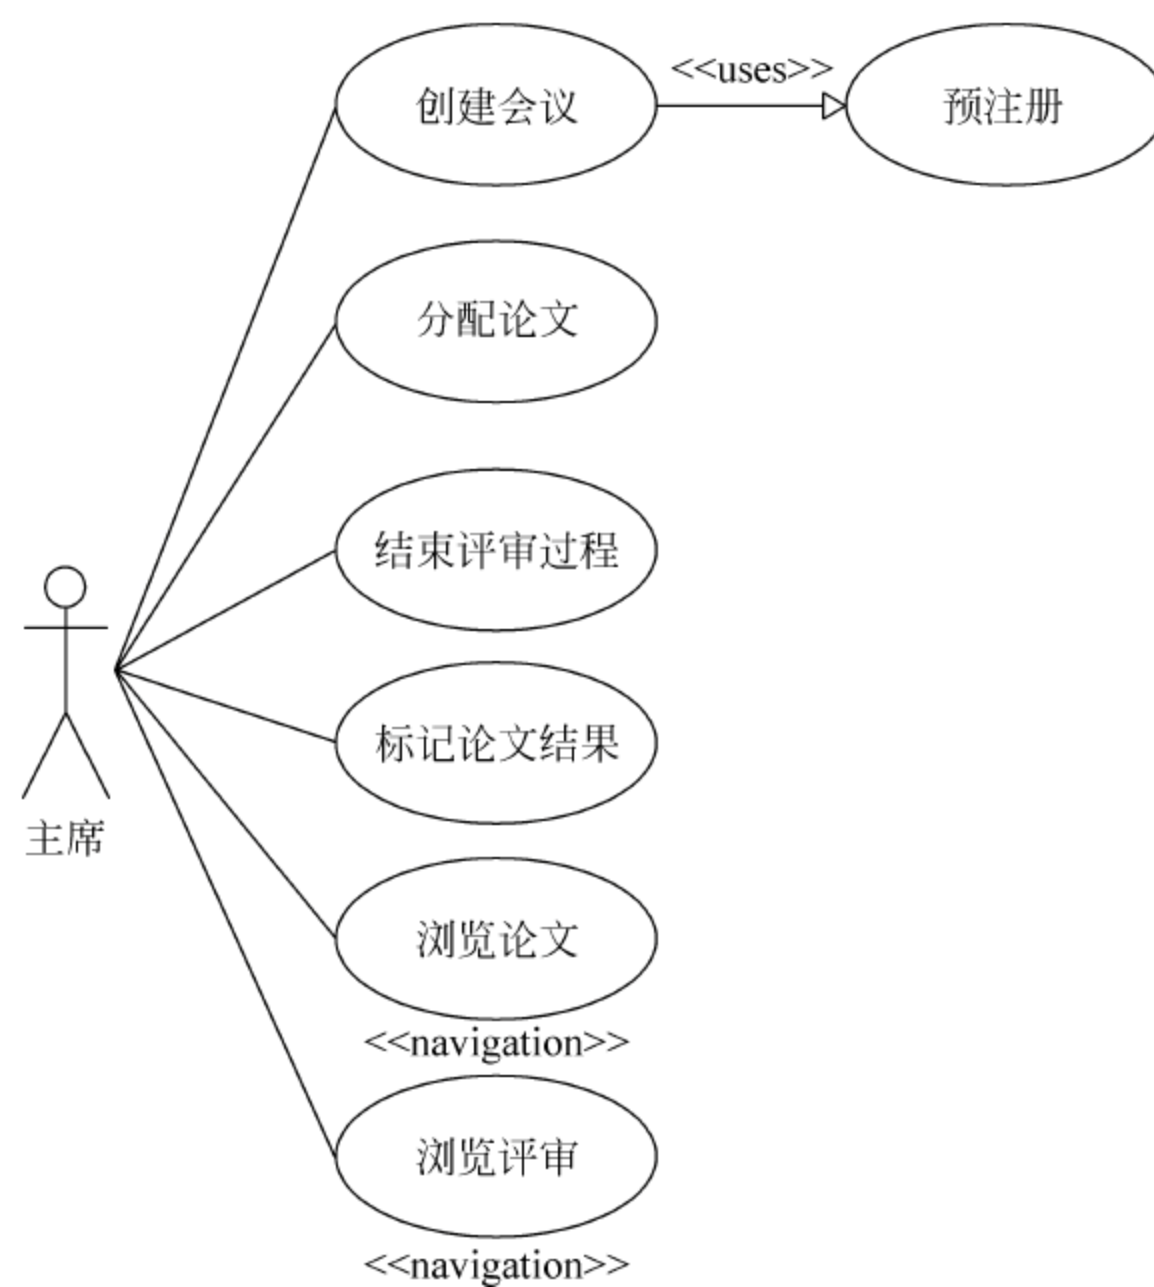 创建会议
<<uses>>
预注册
分配论文
结束评审过程
标记论文结果
主席
浏览论文
<<navigation>>
浏览评审
<<navigation>>